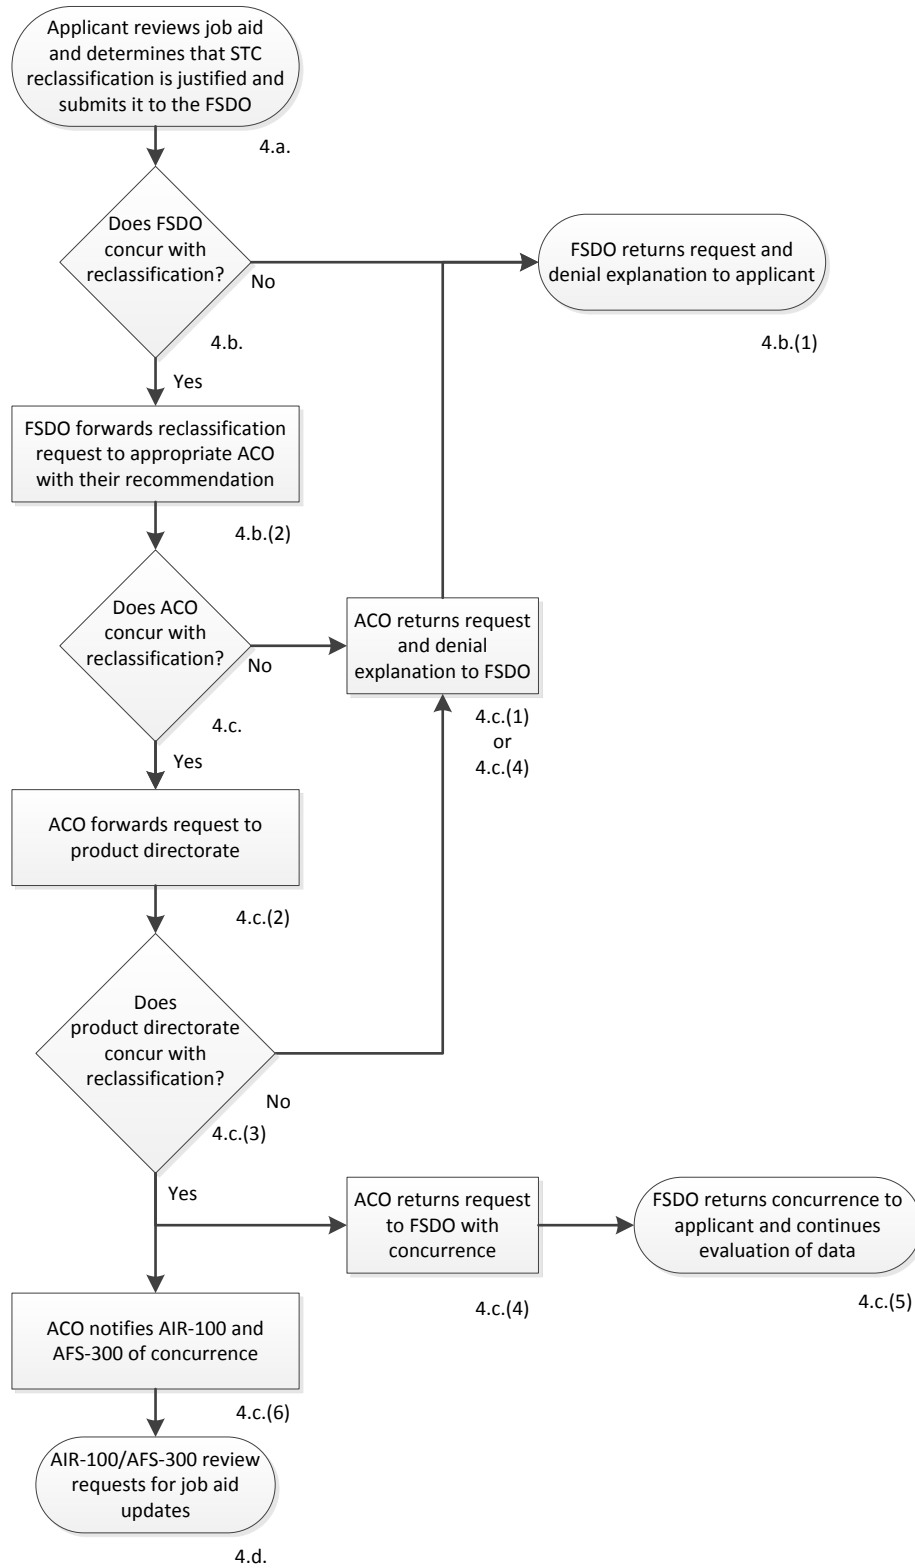 Applicant reviews job aid
and determines that STC
reclassification is justified and
submits it to the FSDO
4.a.
Does FSDO
concur with
reclassification?
No
4.b.
Yes
FSDO returns request and
denial explanation to applicant
4.b.(1)
FSDO forwards reclassification
request to appropriate ACO
with their recommendation
4.b.(2)
Does ACO
concur with
reclassification?
No
4.c.
Yes
ACO returns request
and denial
explanation to FSDO
4.c.(1)
or
4.c.(4)
ACO forwards request to
product directorate
4.c.(2)
Does
product directorate
concur with
reclassification?
No
4.c.(3)
Yes
ACO returns request
to FSDO with
concurrence
4.c.(4)
FSDO returns concurrence to
applicant and continues
evaluation of data
4.c.(5)
ACO notifies AIR-100 and
AFS-300 of concurrence
4.c.(6)
AIR-100/AFS-300 review
requests for job aid
updates
4.d.